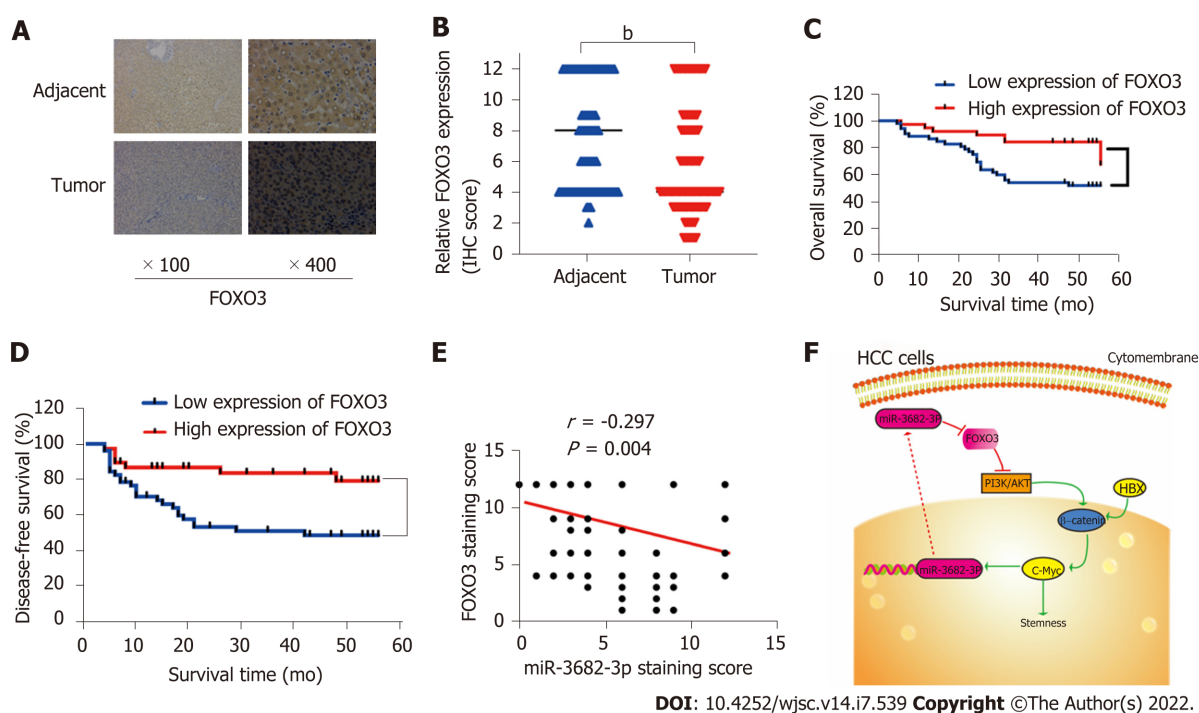 A
Adjacent
Tumor
× 100
× 400
FOXO3
B
b
Relative FOXO3 expression
(IHC score)
12
10
8
6
4
2
0
Adjacent
Tumor
C
Low expression of FOXO3
High expression of FOXO3
Overall survival (%)
120
100
80
60
40
20
0
0 10 20 30 40 50 60
Survival time (mo)
D
Low expression of FOXO3
High expression of FOXO3
Disease-free survival (%)
120
100
80
60
40
20
0
0 10 20 30 40 50 60
Survival time (mo)
E
r = -0.297
P = 0.004
FOXO3 staining score
15
10
5
0
0 5 10 15
miR-3682-3p staining score
F
HCC cells
Cytomembrane
miR-3682-3P
FOXO3
PI3K/AKT
HBX
β-catenin
miR-3682-3P
C-Myc
Stemness
DOI: 10.4252/wjsc.v14.i7.539 Copyright ©The Author(s) 2022.